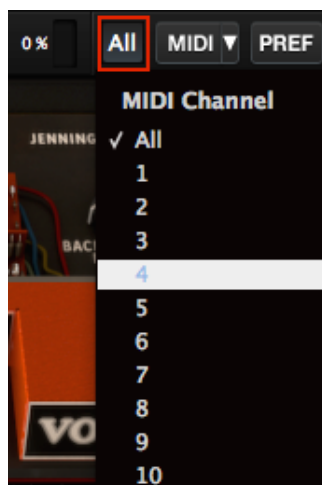 0% All MIDI ▼ PREF
MIDI Channel
JENNING
✓ All
1
2
BAC
3
4
5
6
7
8
VO
9
10